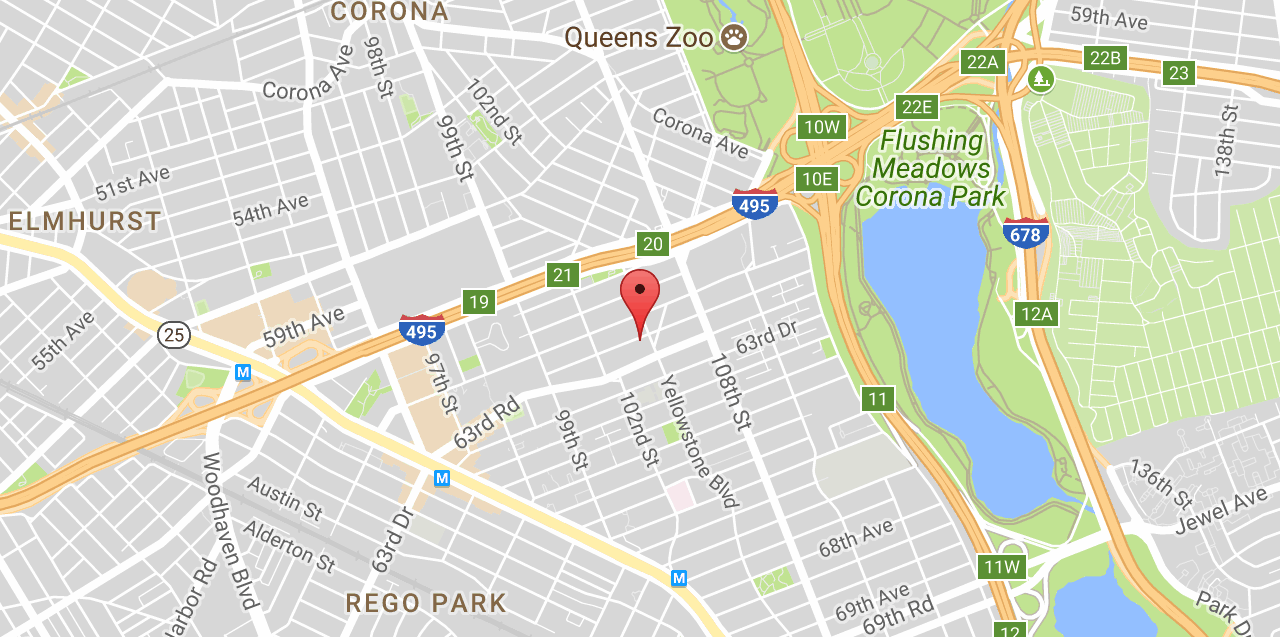 CORONA
59th Ave
Queens Zoo
98th St
22A
22B
23
Corona Ave
102nd St
22E
Corona Ave
99th St
10W
138th St
Flushing
Meadows
Corona Park
51st Ave
10E
54th Ave
495
ELMHURST
678
20
21
19
12A
59th Ave
495
25
55th Ave
63rd Dr
M
97th St
108th St
11
63rd Rd
99th St
102nd St
Yellowstone Blvd
M
136th St
Jewel Ave
Woodhaven Blvd
Austin St
63rd Dr
68th Ave
Alderton St
11W
M
69th Ave
69th Rd
REGO PARK
Harbor Rd
Park D
12